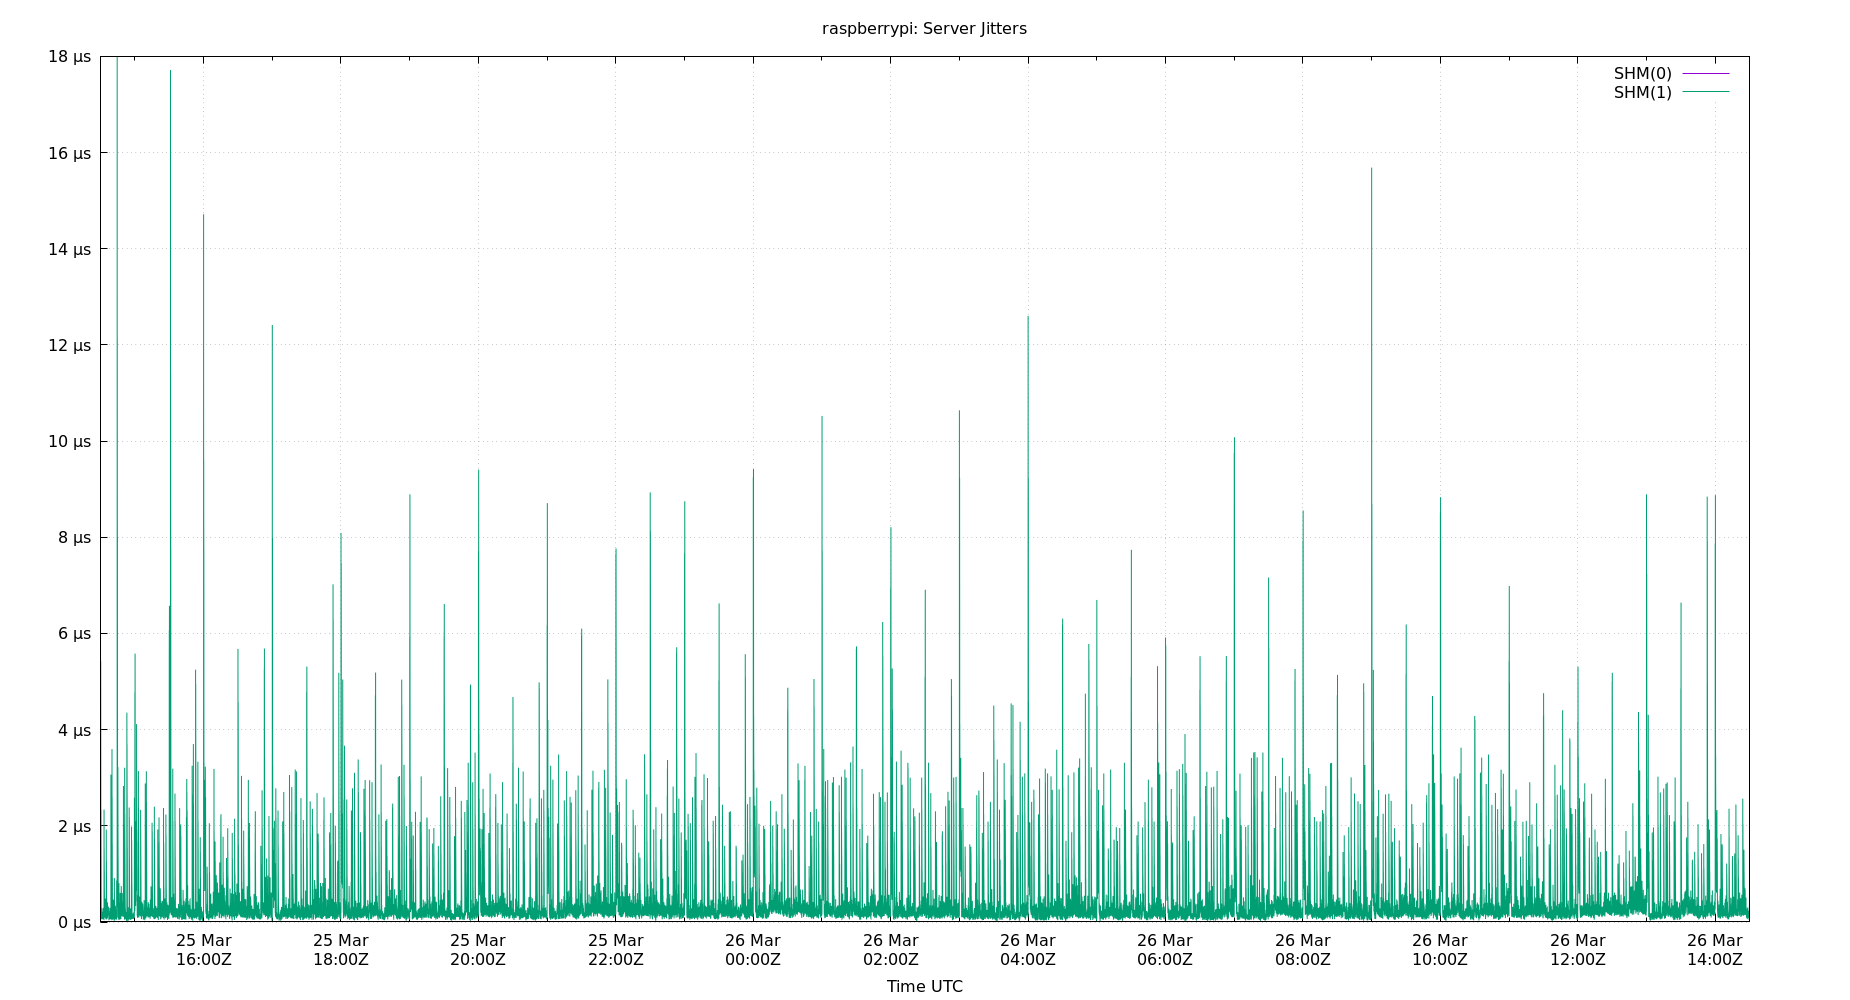 raspberrypi: Server Jitters
18 µs
16 µs
14 µs
12 µs
10 µs
8 µs
6 µs
4 µs
2 µs
0 µs
SHM(0)
SHM(1)
25 Mar 25 Mar 25 Mar 25 Mar 26 Mar 26 Mar 26 Mar 26 Mar 26 Mar 26 Mar 26 Mar 26 Mar
16:00Z 18:00Z 20:00Z 22:00Z 00:00Z 02:00Z 04:00Z 06:00Z 08:00Z 10:00Z 12:00Z 14:00Z
Time UTC